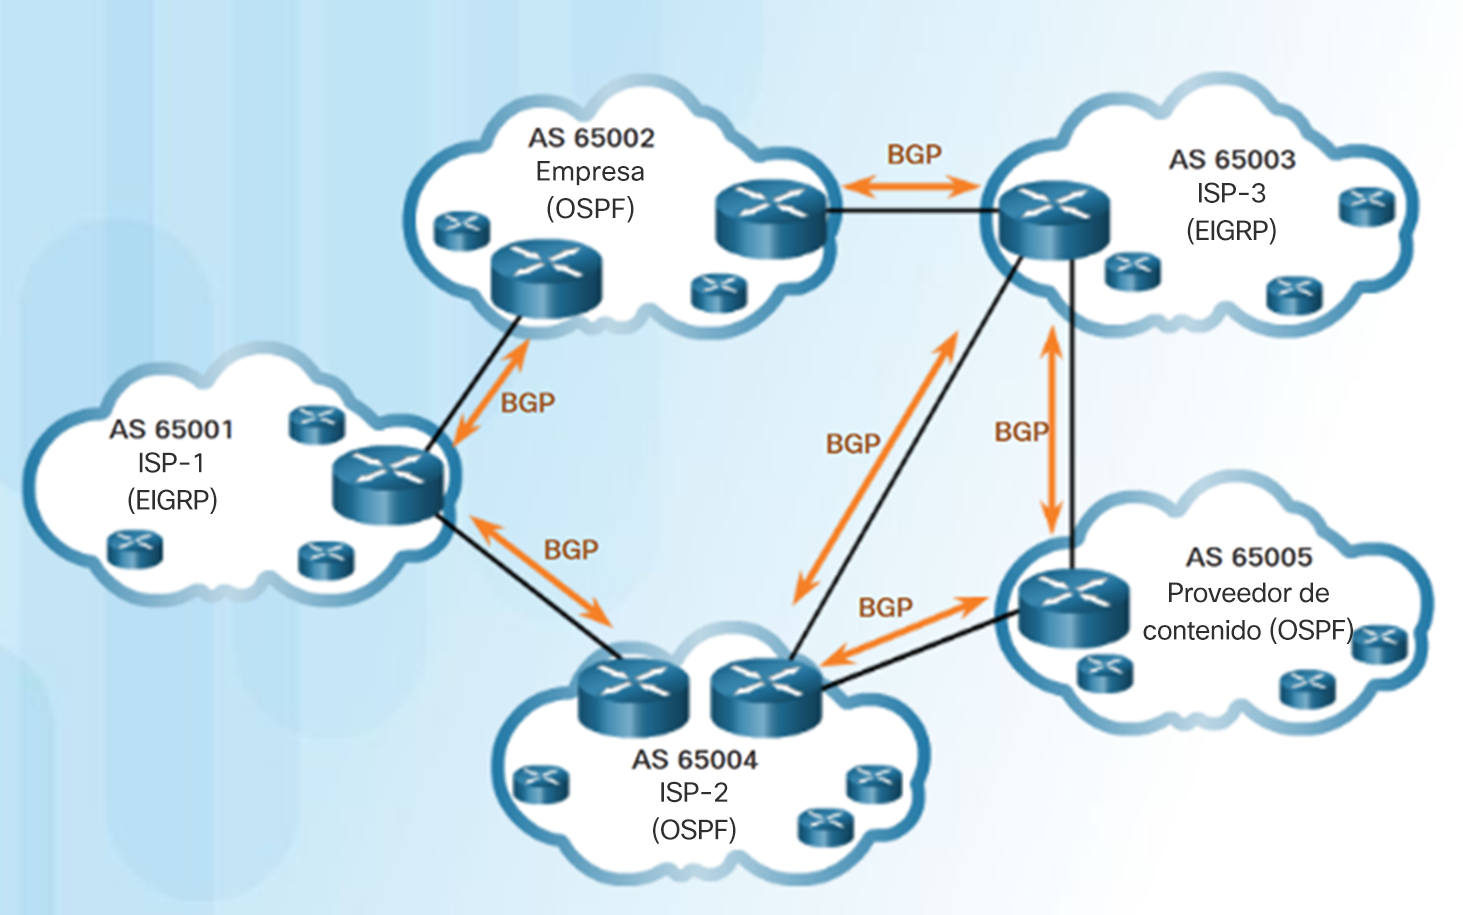 AS 65002
Empresa
(OSPF)
BGP
AS 65003
ISP-3
(EIGRP)
BGP
AS 65001
ISP-1
(EIGRP)
BGP
BGP
BGP
AS 65005
Proveedor de
contenido (OSPF)
BGP
AS 65004
ISP-2
(OSPF)